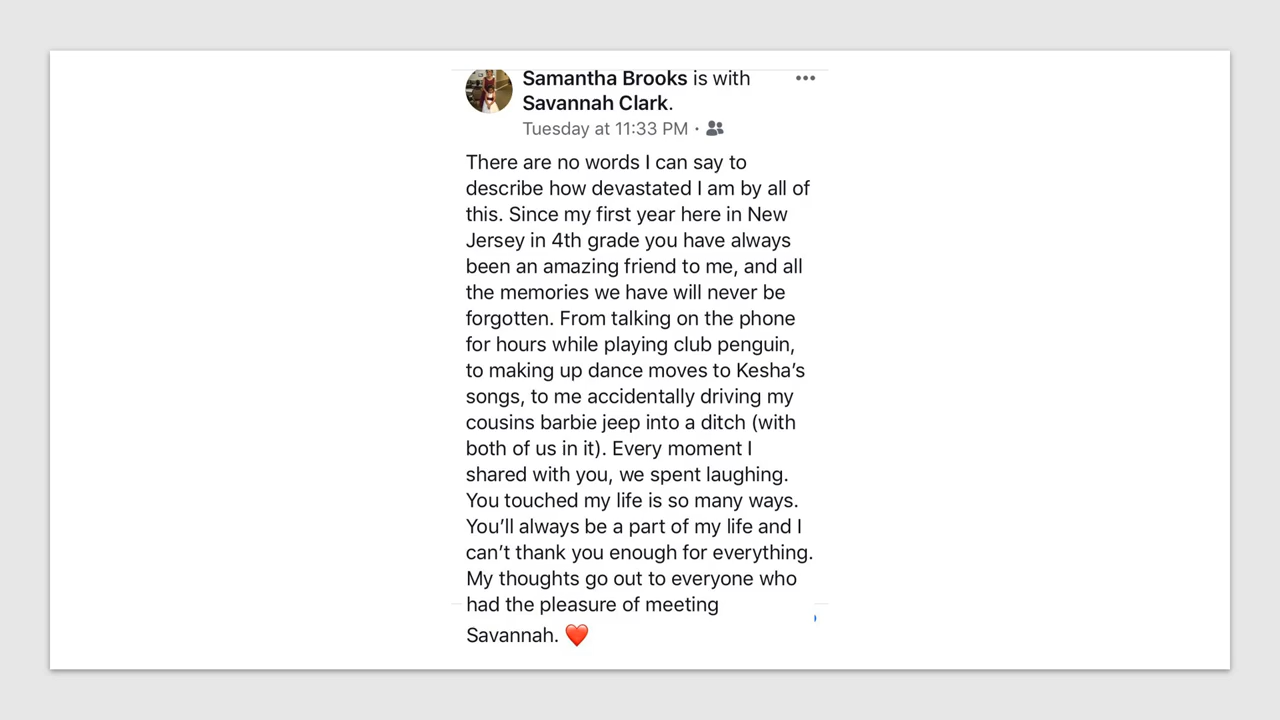 Samantha Brooks is with
Savannah Clark.
Tuesday at 11:33 PM ·
There are no words I can say to
describe how devastated I am by all of
this. Since my first year here in New
Jersey in 4th grade you have always
been an amazing friend to me, and all
the memories we have will never be
forgotten. From talking on the phone
for hours while playing club penguin,
to making up dance moves to Kesha’s
songs, to me accidentally driving my
cousins barbie jeep into a ditch (with
both of us in it). Every moment I
shared with you, we spent laughing.
You touched my life is so many ways.
You’ll always be a part of my life and I
can’t thank you enough for everything.
My thoughts go out to everyone who
had the pleasure of meeting
Savannah. ❤️